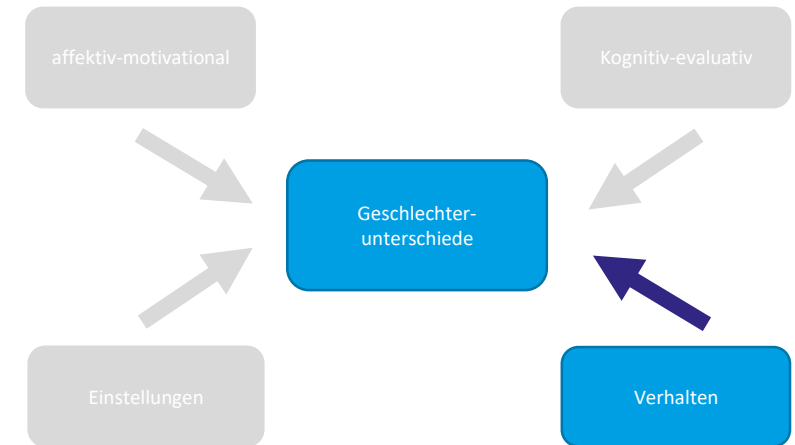 affektiv-motivational
Kognitiv-evaluativ
Geschlechter-
unterschiede
Einstellungen
Verhalten